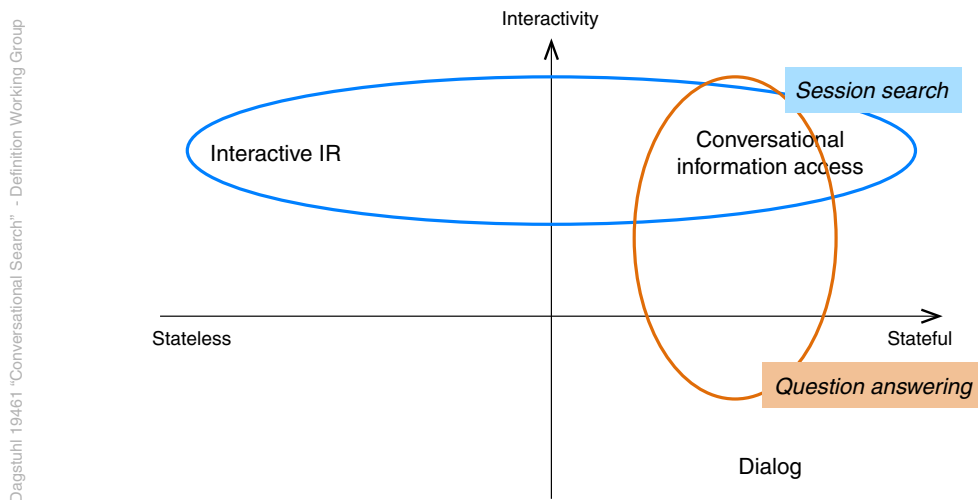 Dagstuhl 19461 “Conversational Search” - Definition Working Group
Interactivity
Session search
Interactive IR
Conversational
information access
Stateless
Stateful
Question answering
Dialog